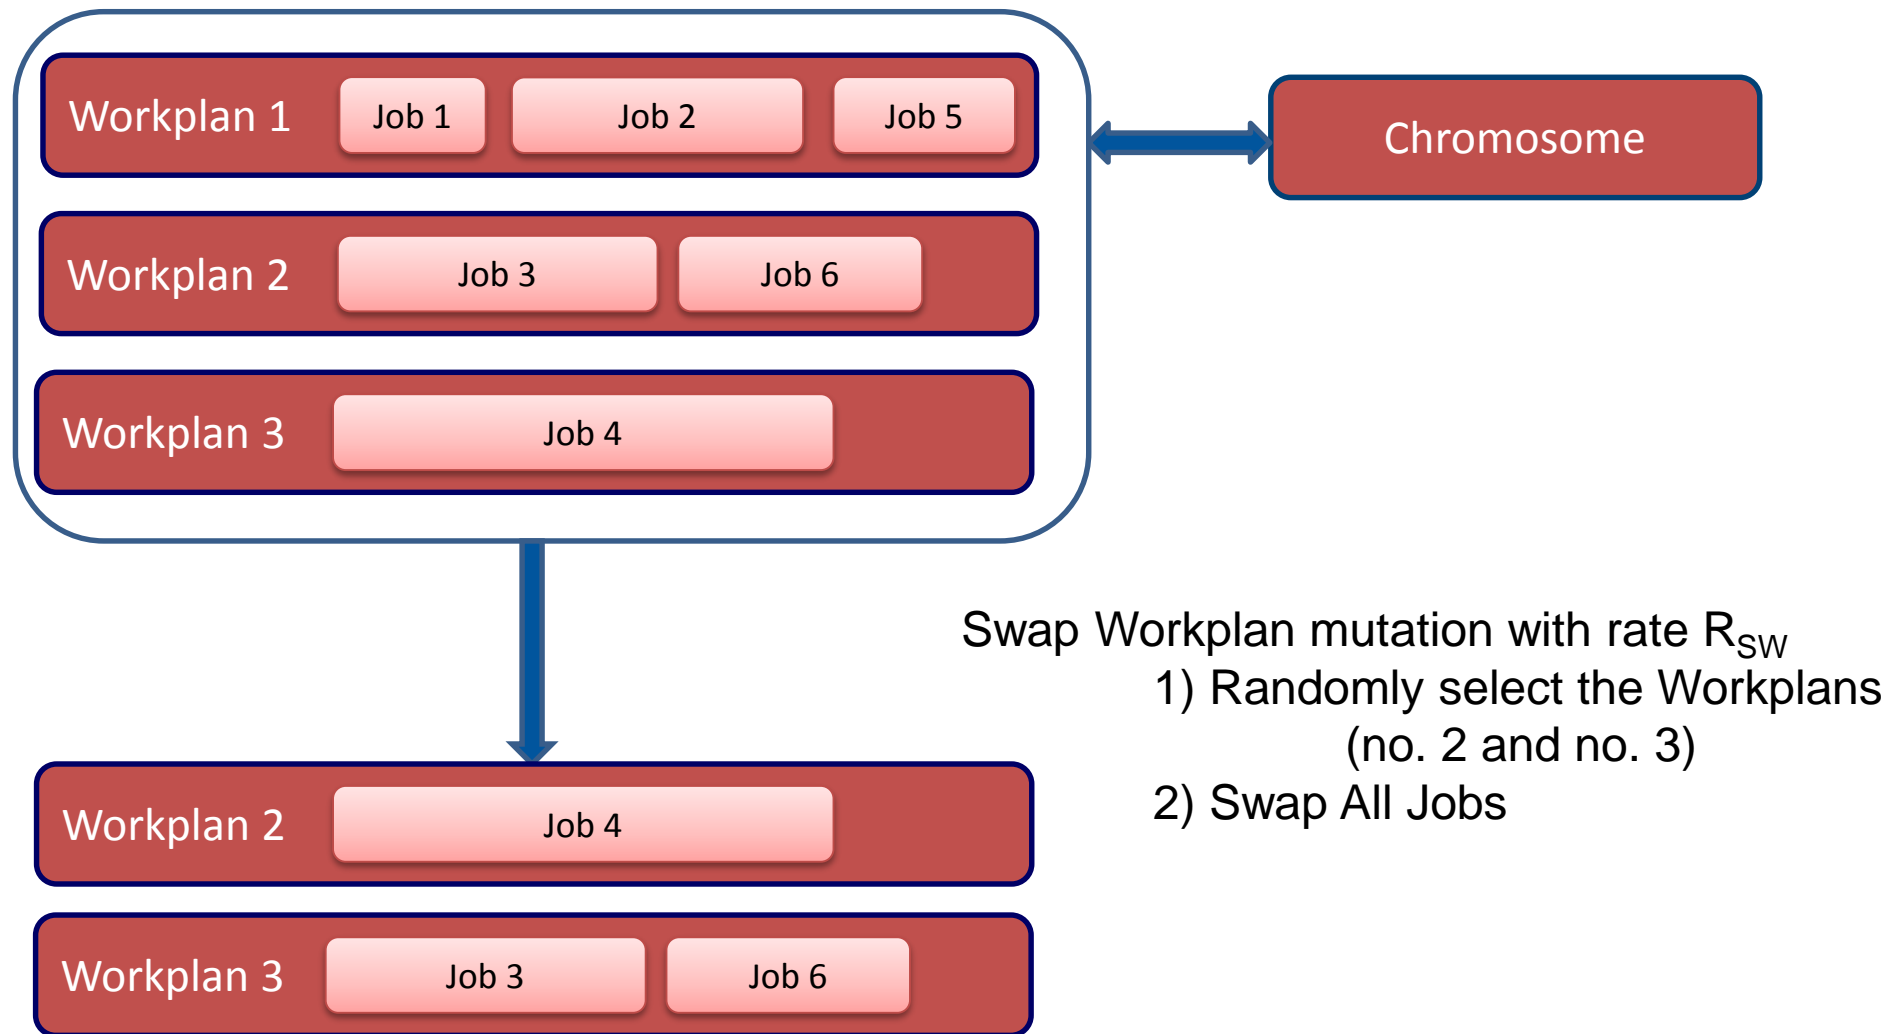 Workplan 1 Job 1 Job 2 Job 5
Chromosome
Workplan 2 Job 3 Job 6
Workplan 3 Job 4
Swap Workplan mutation with rate R_SW
1) Randomly select the Workplans
(no. 2 and no. 3)
2) Swap All Jobs
Workplan 2 Job 4
Workplan 3 Job 3 Job 6